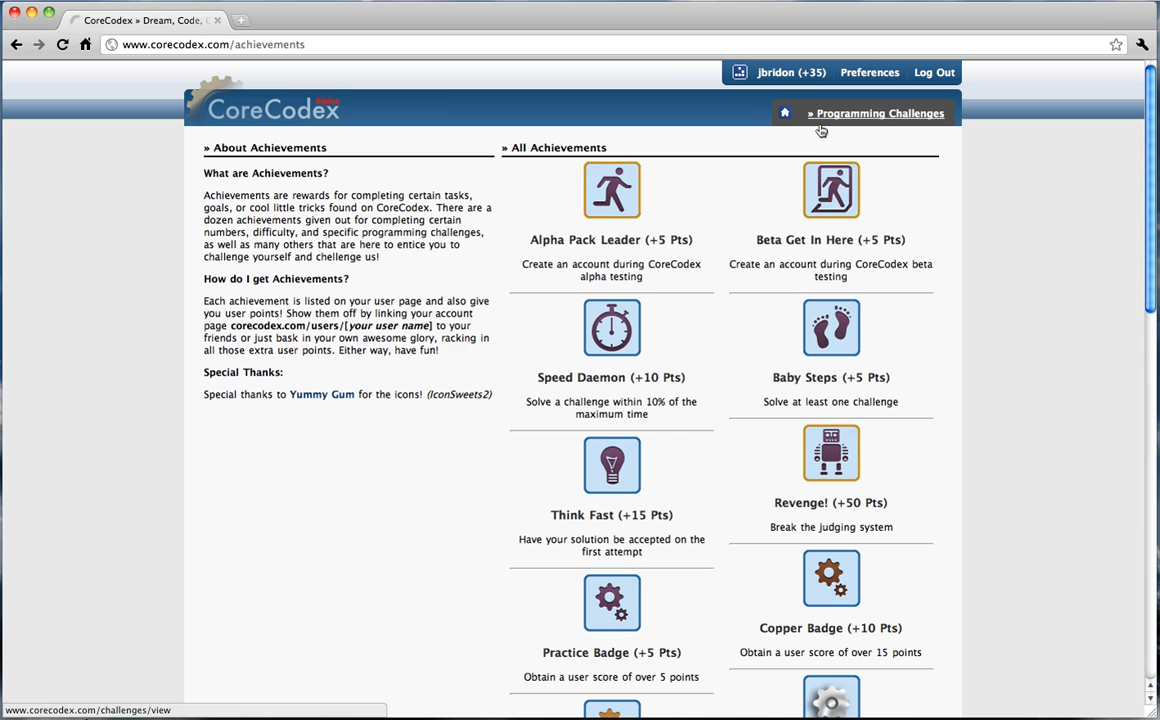 CoreCodex » Dream, Code, C
www.corecodex.com/achievements
jbridon (+35) Preferences Log Out
CoreCodex Alpha
» Programming Challenges
» About Achievements
What are Achievements?
Achievements are rewards for completing certain tasks,
goals, or cool little tricks found on CoreCodex. There are a
dozen achievements given out for completing certain
numbers, difficulty, and specific programming challenges,
as well as many others that are here to entice you to
challenge yourself and chellenge us!
How do I get Achievements?
Each achievement is listed on your user page and also give
you user points! Show them off by linking your account
page corecodex.com/users/[your user name] to your
friends or just bask in your own awesome glory, racking in
all those extra user points. Either way, have fun!
Special Thanks:
Special thanks to Yummy Gum for the icons! (IconSweets2)
» All Achievements
Alpha Pack Leader (+5 Pts)
Create an account during CoreCodex
alpha testing
Beta Get In Here (+5 Pts)
Create an account during CoreCodex beta
testing
Speed Daemon (+10 Pts)
Solve a challenge within 10% of the
maximum time
Baby Steps (+5 Pts)
Solve at least one challenge
Think Fast (+15 Pts)
Have your solution be accepted on the
first attempt
Revenge! (+50 Pts)
Break the judging system
Practice Badge (+5 Pts)
Obtain a user score of over 5 points
Copper Badge (+10 Pts)
Obtain a user score of over 15 points
www.corecodex.com/challenges/view